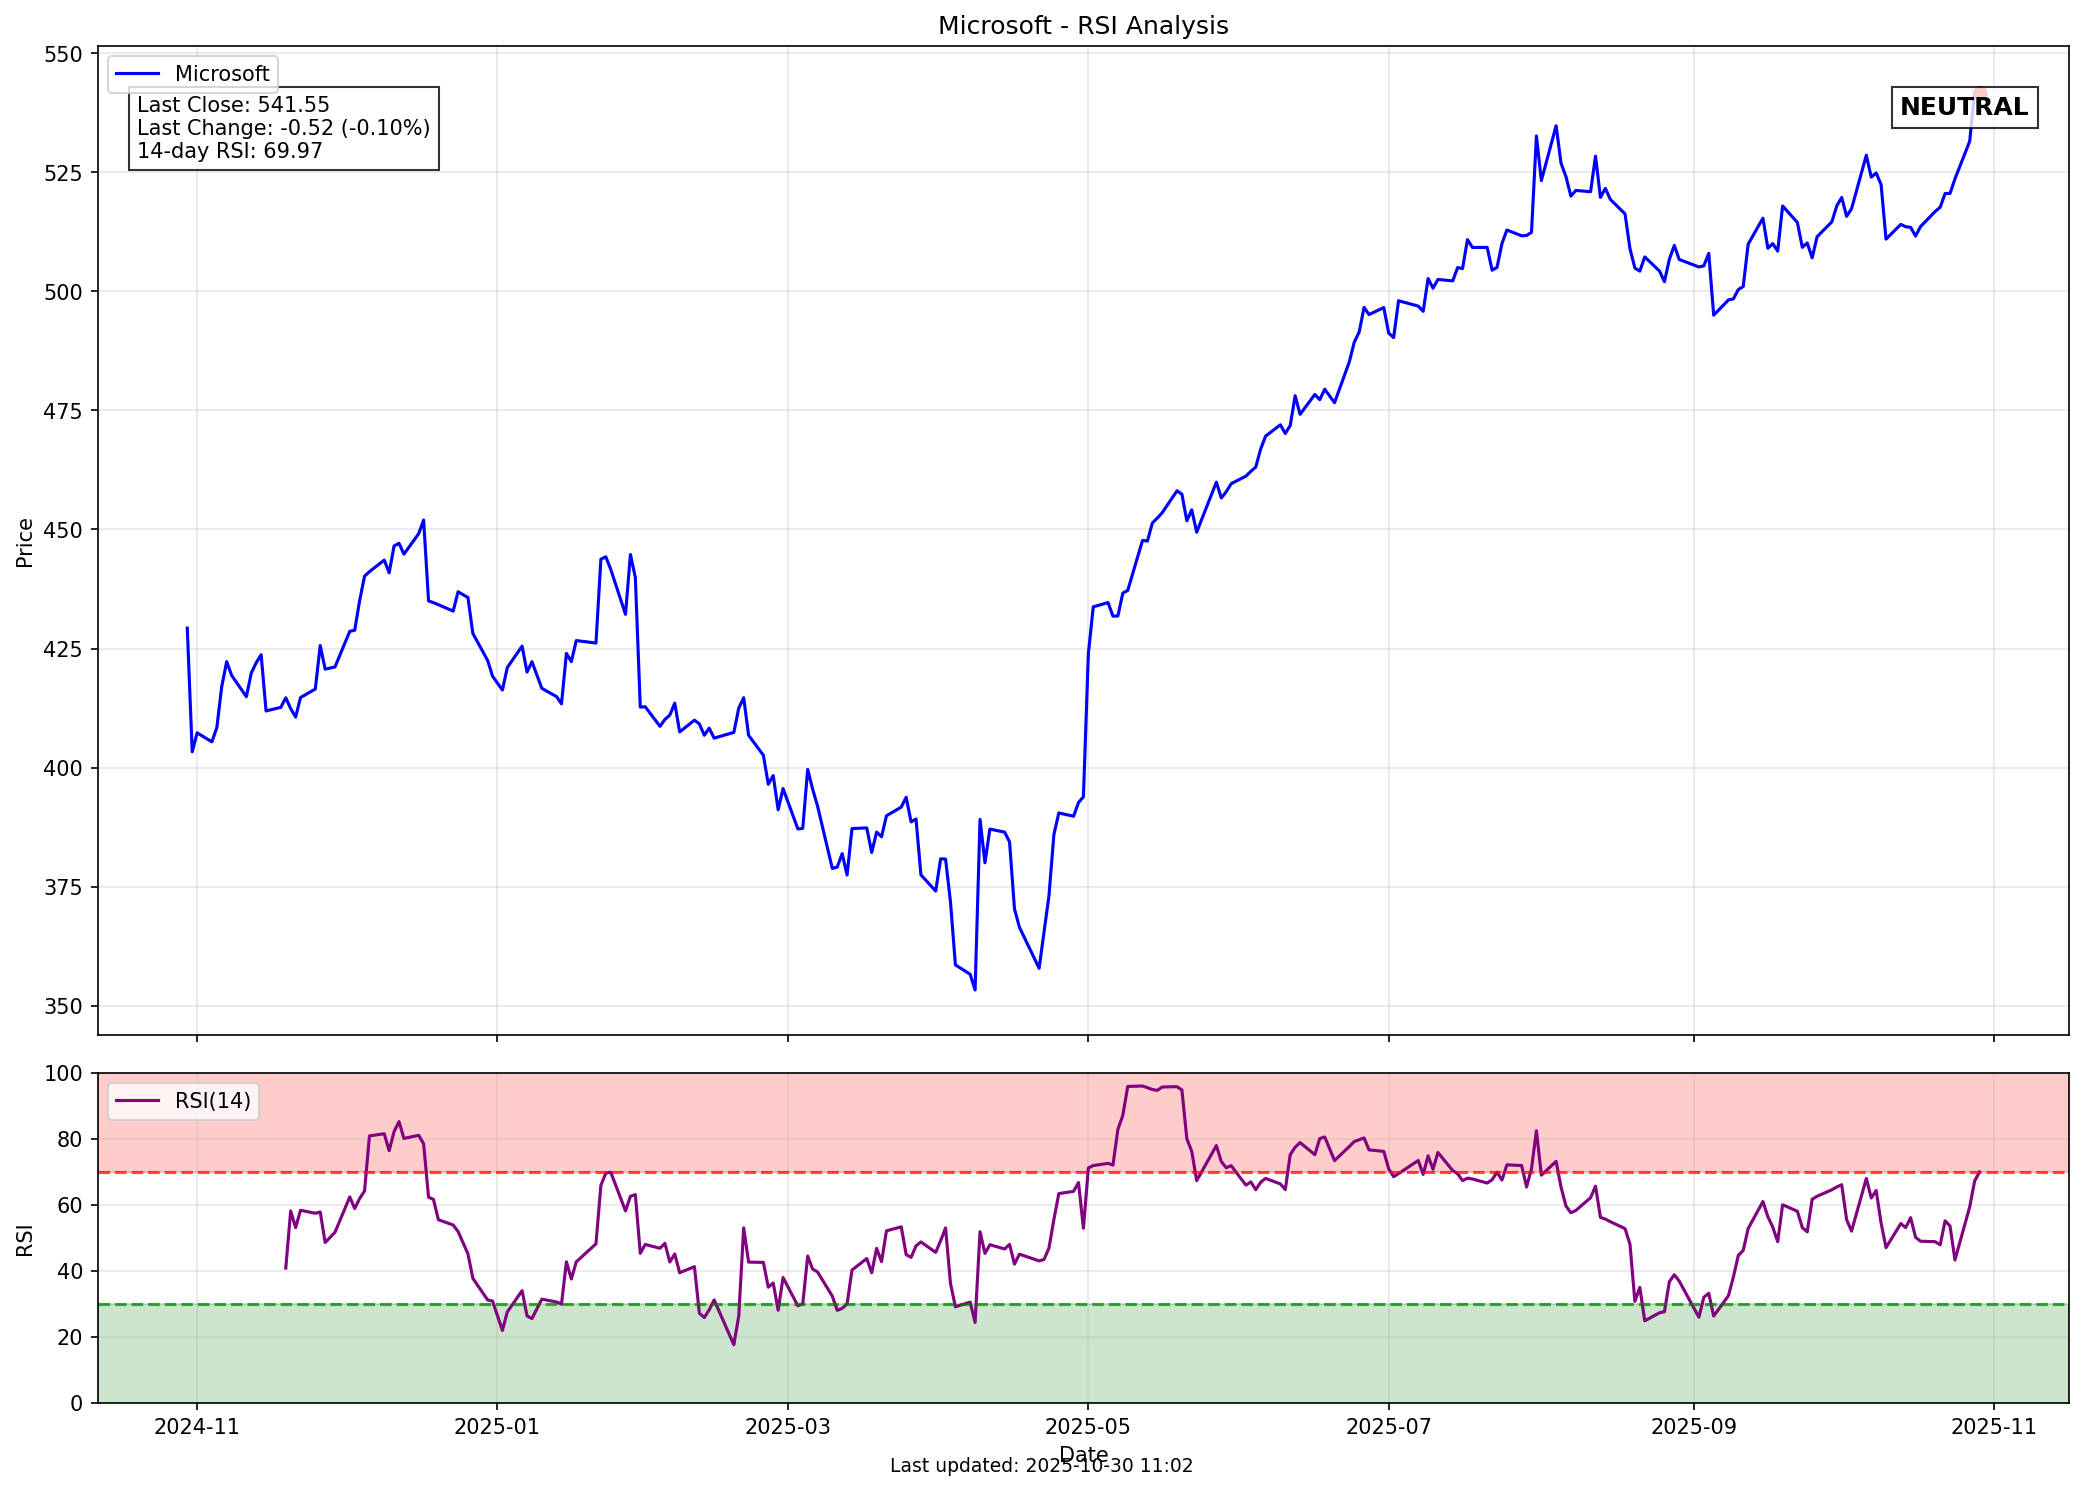 Microsoft - RSI Analysis
Microsoft
Last Close: 541.55
Last Change: -0.52 (-0.10%)
14-day RSI: 69.97
NEUTRAL
550
525
500
475
450
425
400
375
350
Price
RSI(14)
100
80
60
40
20
0
RSI
2024-11
2025-01
2025-03
2025-05
2025-07
2025-09
2025-11
Date
Last updated: 2025-10-30 11:02